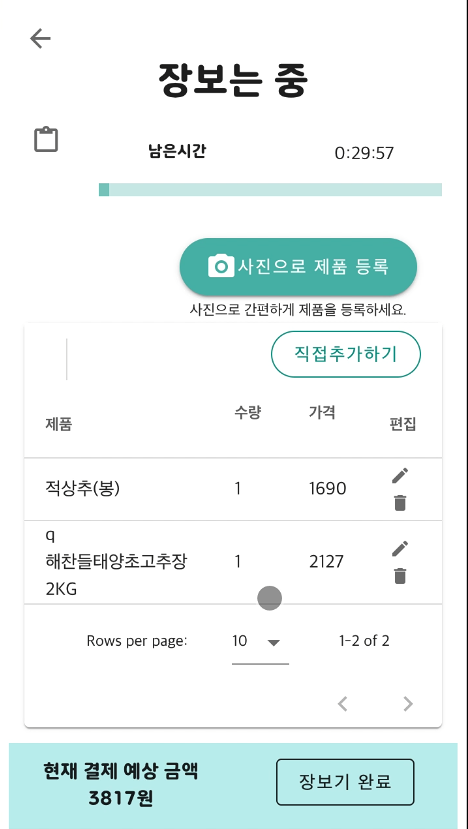 장보는 중
남은시간 0:29:57
사진으로 제품 등록
사진으로 간편하게 제품을 등록하세요.
직접추가하기
제품 수량 가격 편집
적상추(봉) 1 1690
q
해찬들태양초고추장 1 2127
2KG
Rows per page: 10 1-2 of 2
현재 결제 예상 금액
3817원
장보기 완료